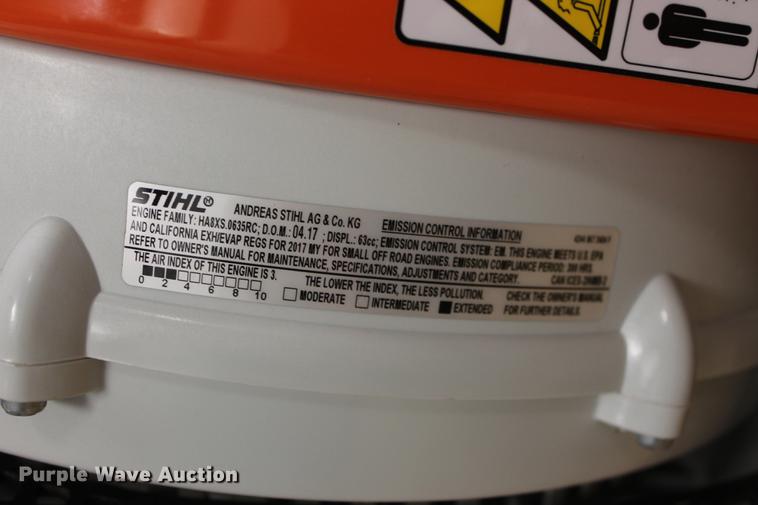 STIHL®
ANDREAS STIHL AG & Co. KG
EMISSION CONTROL INFORMATION
ENGINE FAMILY: HA8XS.0635RC; D.O.M.: 04.17 ; DISPL.: 63cc; EMISSION CONTROL SYSTEM: EM. THIS ENGINE MEETS U.S. EPA
AND CALIFORNIA EXH/EVAP REGS FOR 2017 MY FOR SMALL OFF ROAD ENGINES. EMISSION COMPLIANCE PERIOD: 300 HRS.
REFER TO OWNER'S MANUAL FOR MAINTENANCE, SPECIFICATIONS, ADJUSTMENTS AND CATEGORY.
THE AIR INDEX OF THIS ENGINE IS 3.
0 2 4 6 8 10
THE LOWER THE INDEX, THE LESS POLLUTION.
MODERATE INTERMEDIATE EXTENDED
CHECK THE OWNER'S MANUAL
FOR FURTHER DETAILS.
Purple Wave Auction